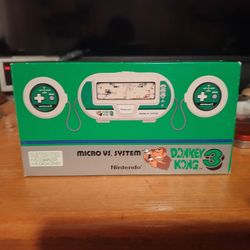 MICRO VS. SYSTEM
Nintendo
DONKEY
KONG 3